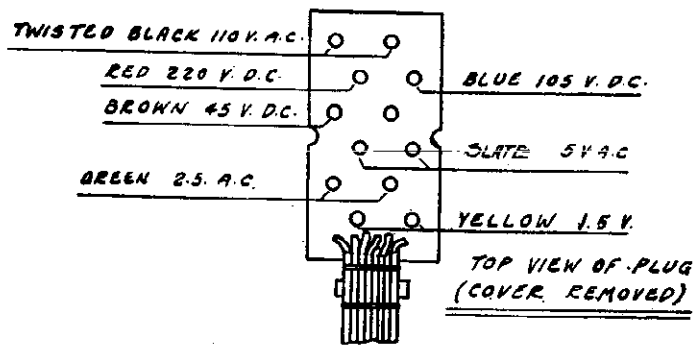 TWISTED BLACK 110 V. A.C.
RED 220 V. D.C.
BLUE 105 V. D.C.
BROWN 45 V. D.C.
SLATE 5 V A.C
GREEN 2.5. A.C.
YELLOW 1.5 V.
TOP VIEW OF PLUG
(COVER REMOVED)